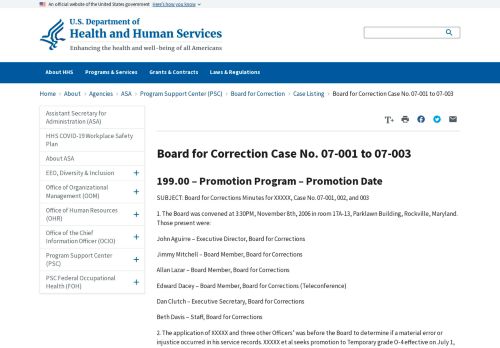 An official website of the United States government Here's how you know
U.S. Department of
Health and Human Services
Enhancing the health and well-being of all Americans
About HHS Programs & Services Grants & Contracts Laws & Regulations
Home > About > Agencies > ASA > Program Support Center (PSC) > Board for Correction > Case Listing > Board for Correction Case No. 07-001 to 07-003
Assistant Secretary for
Administration (ASA)
HHS COVID-19 Workplace Safety
Plan
About ASA
EEO, Diversity & Inclusion +
Office of Organizational
Management (OOM) +
Office of Human Resources
(OHR) +
Office of the Chief
Information Officer (OCIO) +
Program Support Center
(PSC) +
PSC Federal Occupational
Health (FOH) +
T+
Board for Correction Case No. 07-001 to 07-003
199.00 – Promotion Program – Promotion Date
SUBJECT: Board for Corrections Minutes for XXXXX, Case No. 07-001, 002, and 003
1. The Board was convened at 3:30PM, November 8th, 2006 in room 17A-13, Parklawn Building, Rockville, Maryland.
Those present were:
John Aguirre – Executive Director, Board for Corrections
Jimmy Mitchell – Board Member, Board for Corrections
Allan Lazar – Board Member, Board for Corrections
Edward Dacey – Board Member, Board for Corrections (Teleconference)
Dan Clutch – Executive Secretary, Board for Corrections
Beth Davis – Staff, Board for Corrections
2. The application of XXXXX and three other Officers' was before the Board to determine if a material error or
injustice occurred in his service records. XXXXX et al seeks promotion to Temporary grade O-4 effective on July 1,